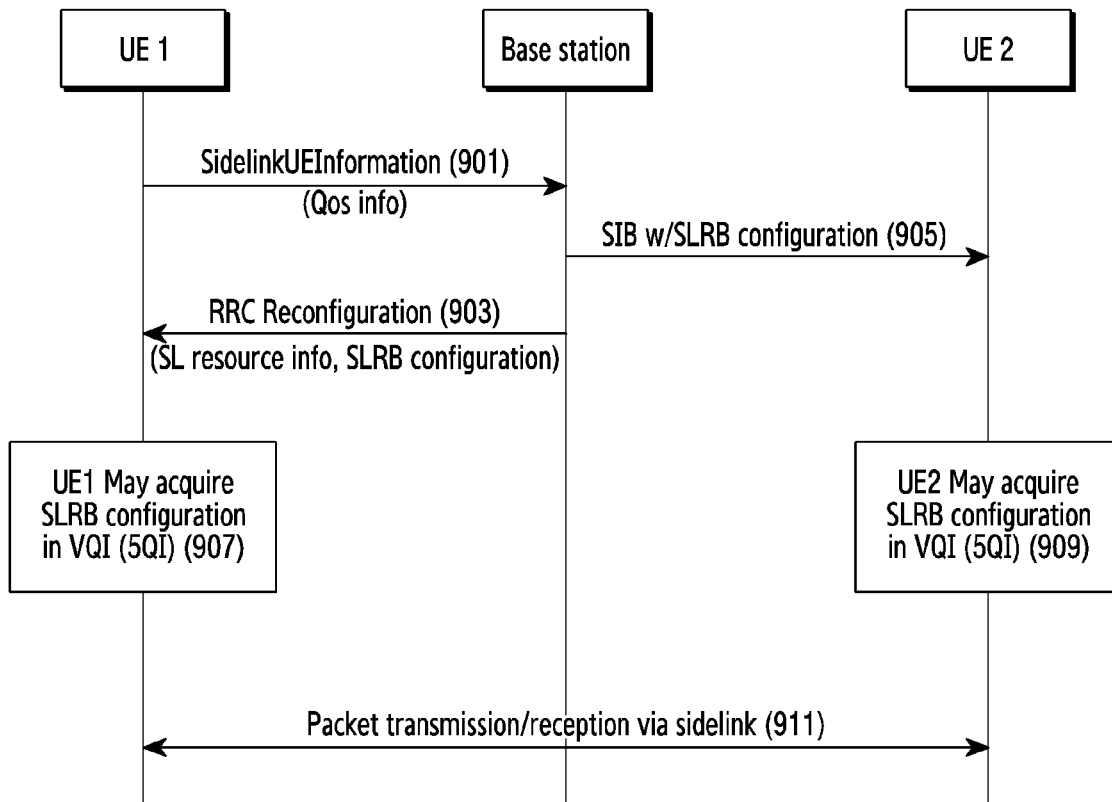 UE 1
Base station
UE 2
SidelinkUEInformation (901)
(Qos info)
SIB w/SLRB configuration (905)
RRC Reconfiguration (903)
(SL resource info, SLRB configuration)
UE1 May acquire
SLRB configuration
in VQI (5QI) (907)
UE2 May acquire
SLRB configuration
in VQI (5QI) (909)
Packet transmission/reception via sidelink (911)